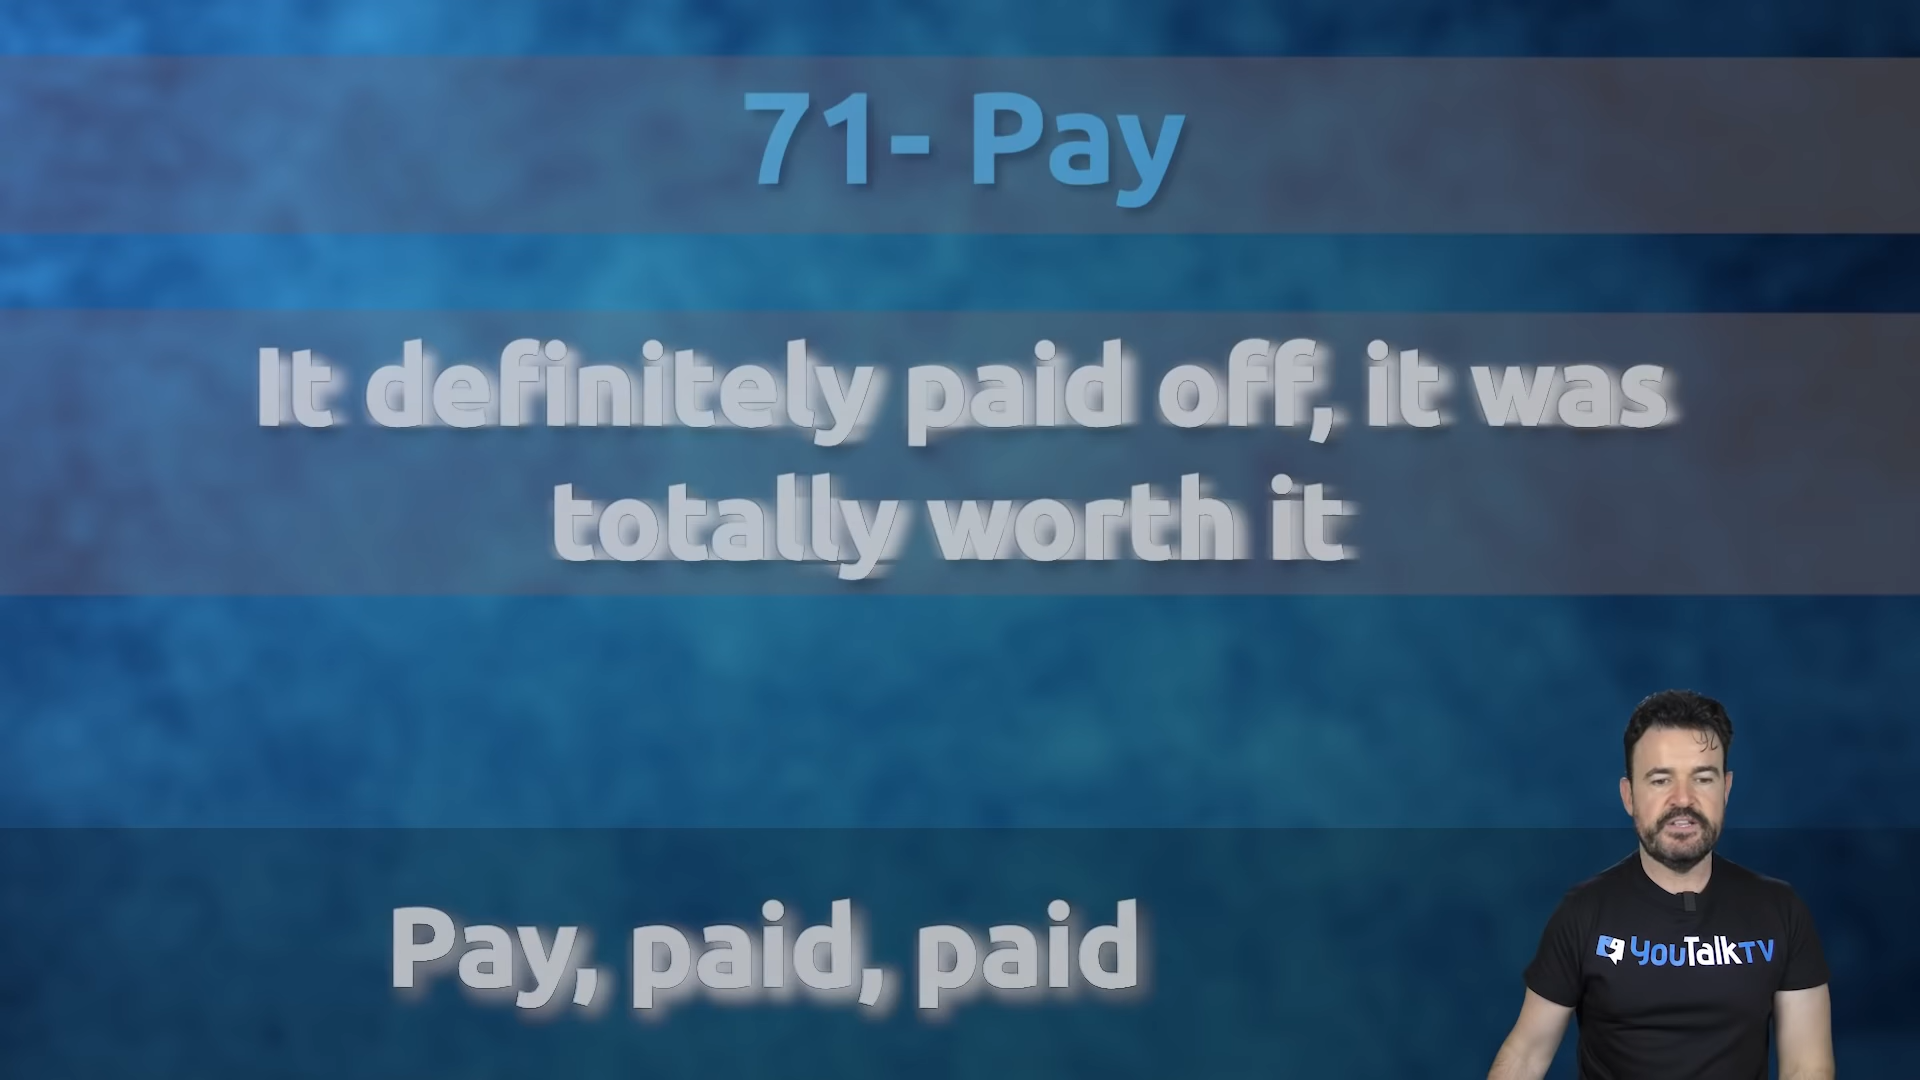 71- Pay
It definitely paid off, it was
totally worth it
Pay, paid, paid
YouTalkTV